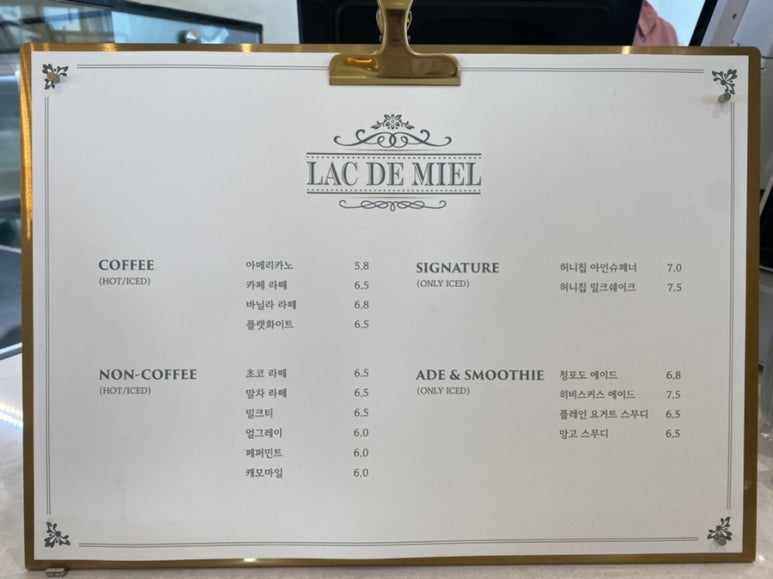 LAC DE MIEL
COFFEE
(HOT/ICED)
아메리카노 5.8
카페 라떼 6.5
바닐라 라떼 6.8
플랫화이트 6.5
SIGNATURE
(ONLY ICED)
허니칩 아인슈페너 7.0
허니칩 밀크쉐이크 7.5
NON-COFFEE
(HOT/ICED)
초코 라떼 6.5
말차 라떼 6.5
밀크티 6.5
얼그레이 6.0
페퍼민트 6.0
캐모마일 6.0
ADE & SMOOTHIE
(ONLY ICED)
청포도 에이드 6.8
히비스커스 에이드 7.5
플레인 요거트 스무디 6.5
망고 스무디 6.5